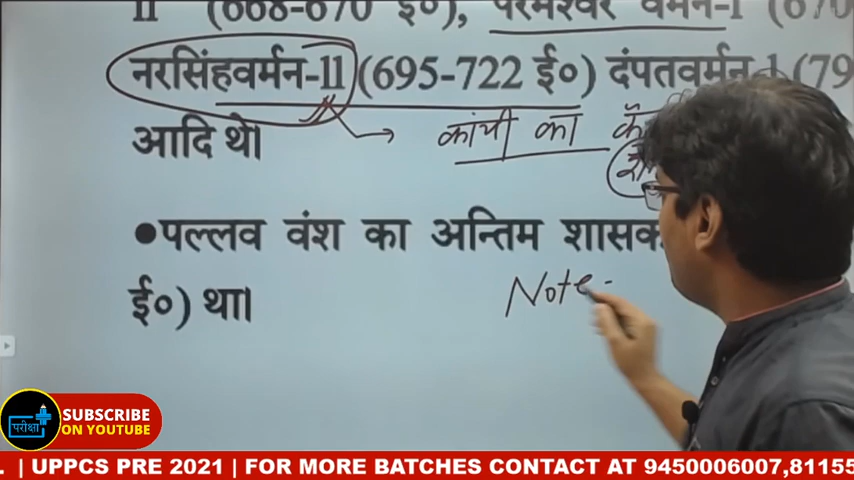 II (668-670 ई०), परमेश्वर वर्मन-I (670
नरसिंहवर्मन-11 (695-722 ई०) दंपतवर्मन-1 (79
आदि थे।
कांची का
●पल्लव वंश का अन्तिम शासक
ई०) था।
Note-
परीक्षा
SUBSCRIBE
ON YOUTUBE
. | UPPCS PRE 2021 | FOR MORE BATCHES CONTACT AT 9450006007,81155